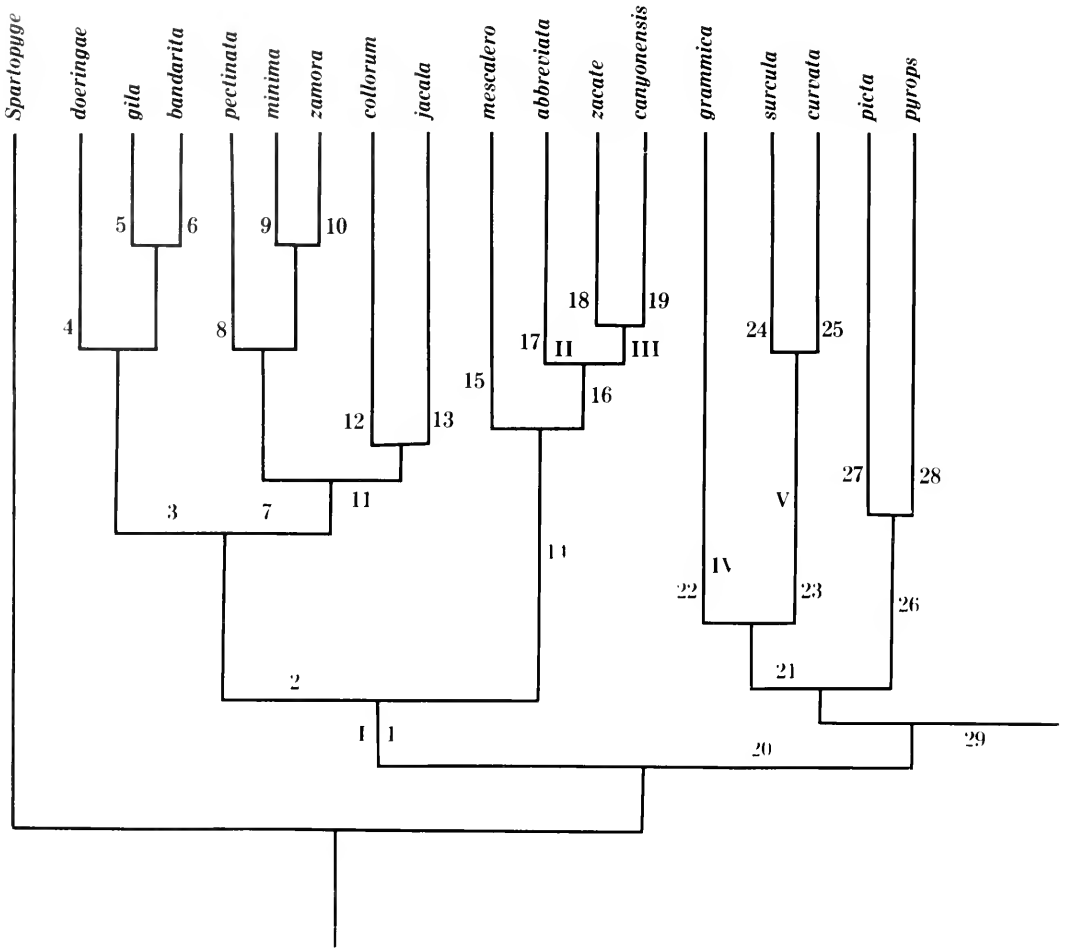 Spartopyge
doeringae
gila
bandarita
pectinata
minima
zamora
collorum
jacala
mescalero
abbreviata
zacate
canyonensis
grammica
surcula
curvata
picta
pyrops
5 6 9 10
18 19
4 8 24 25
17 II III
15 16
12 13
27 28
11 V
3 7
14
IV
22 23 26
2 21
I 1 20 29